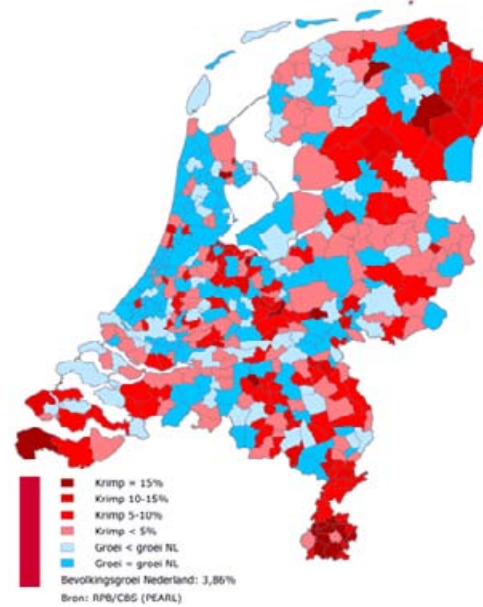 Krimp = 15%
Krimp 10-15%
Krimp 5-10%
Krimp < 5%
Groei < groei NL
Groei = groei NL
Bevolkingsgroei Nederland: 3,86%
Bron: RPB/CBS (PEARL)